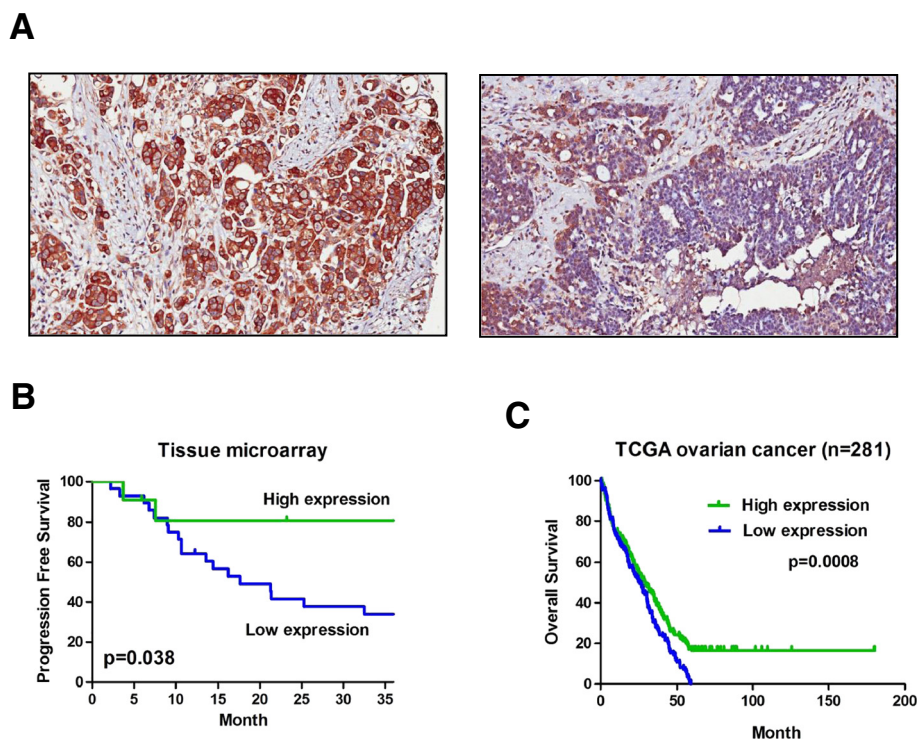 A
B
Tissue microarray
Progression Free Survival
100
80
60
40
20
0
High expression
Low expression
p=0.038
0 5 10 15 20 25 30 35
Month
C
TCGA ovarian cancer (n=281)
Overall Survival
100
80
60
40
20
0
High expression
Low expression
p=0.0008
0 50 100 150 200
Month